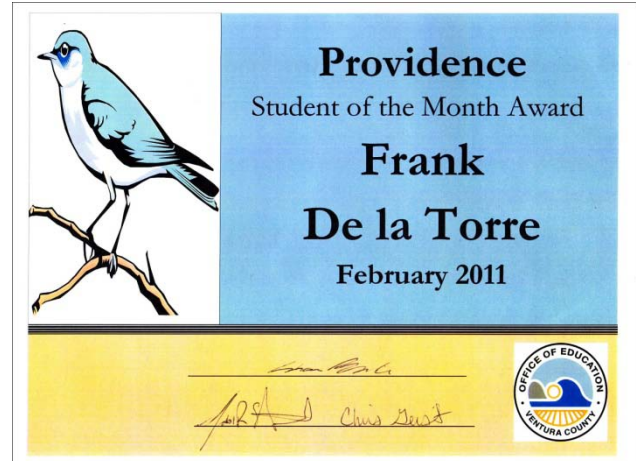 Providence
Student of the Month Award
Frank
De la Torre
February 2011
Chris Geist
OFFICE OF EDUCATION
VENTURA COUNTY